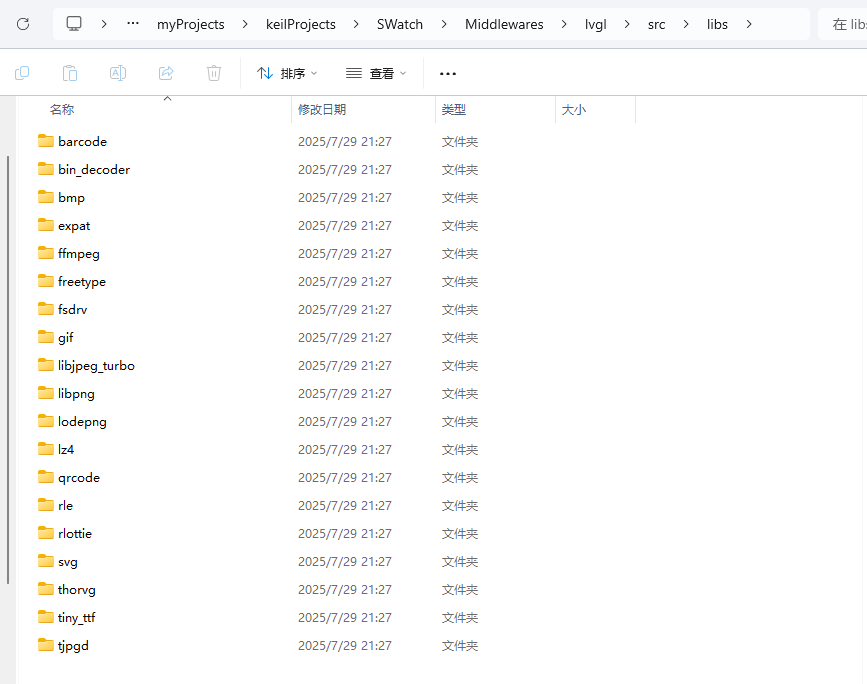 myProjects keilProjects SWatch Middlewares lvgl src libs 在 libs
排序 查看
名称 修改日期 类型 大小
barcode 2025/7/29 21:27 文件夹
bin_decoder 2025/7/29 21:27 文件夹
bmp 2025/7/29 21:27 文件夹
expat 2025/7/29 21:27 文件夹
ffmpeg 2025/7/29 21:27 文件夹
freetype 2025/7/29 21:27 文件夹
fsdrv 2025/7/29 21:27 文件夹
gif 2025/7/29 21:27 文件夹
libjpeg_turbo 2025/7/29 21:27 文件夹
libpng 2025/7/29 21:27 文件夹
lodepng 2025/7/29 21:27 文件夹
lz4 2025/7/29 21:27 文件夹
qrcode 2025/7/29 21:27 文件夹
rle 2025/7/29 21:27 文件夹
rlottie 2025/7/29 21:27 文件夹
svg 2025/7/29 21:27 文件夹
thorvg 2025/7/29 21:27 文件夹
tiny_ttf 2025/7/29 21:27 文件夹
tjpgd 2025/7/29 21:27 文件夹